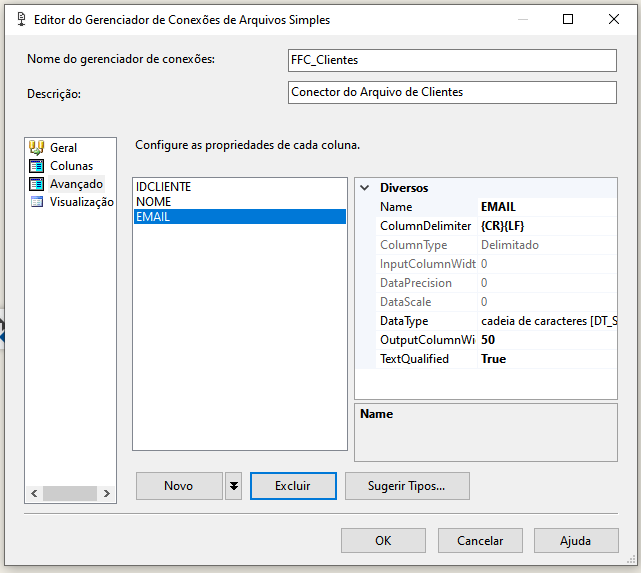 Editor do Gerenciador de Conexões de Arquivos Simples
Nome do gerenciador de conexões:
FFC_Clientes
Descrição:
Conector do Arquivo de Clientes
Geral
Colunas
Avançado
Visualização
Configure as propriedades de cada coluna.
IDCLIENTE
NOME
EMAIL
Diversos
Name EMAIL
ColumnDelimiter {CR}{LF}
ColumnType Delimitado
InputColumnWidt 0
DataPrecision 0
DataScale 0
DataType cadeia de caracteres [DT_S
OutputColumnWi 50
TextQualified True
Name
Novo
Excluir
Sugerir Tipos...
OK
Cancelar
Ajuda